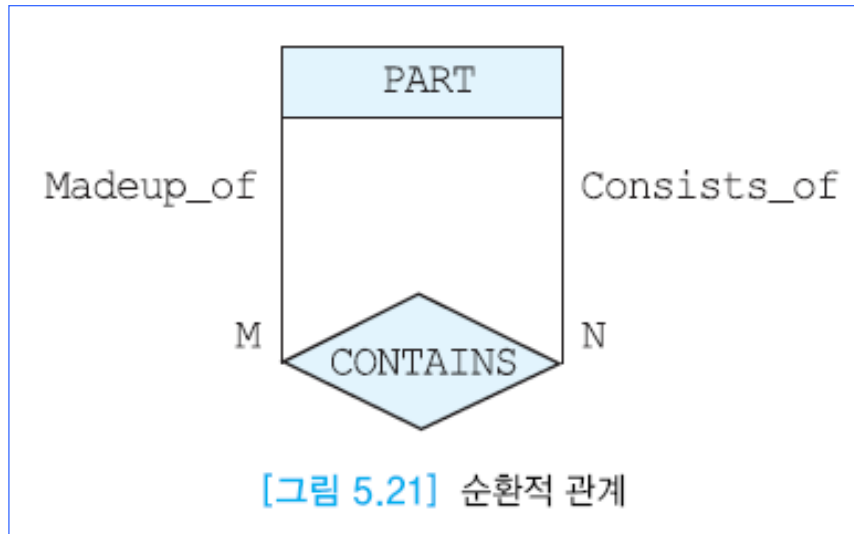 PART
Madeup_of Consists_of
M N
CONTAINS
[그림 5.21] 순환적 관계